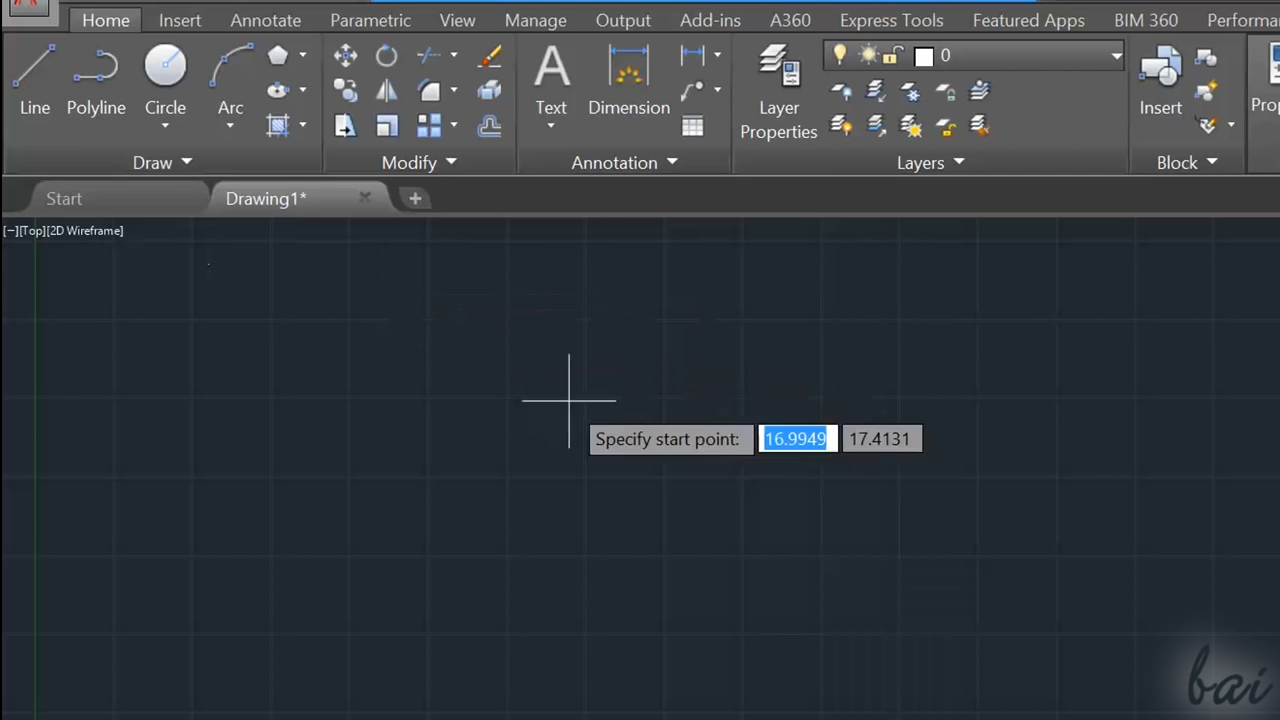 Home Insert Annotate Parametric View Manage Output Add-ins A360 Express Tools Featured Apps BIM 360 Performa
Line Polyline Circle Arc Text Dimension Layer Properties 0 Insert Prop
Draw Modify Annotation Layers Block
Start Drawing1*
[−][Top][2D Wireframe]
Specify start point: 16.9949 17.4131
bai